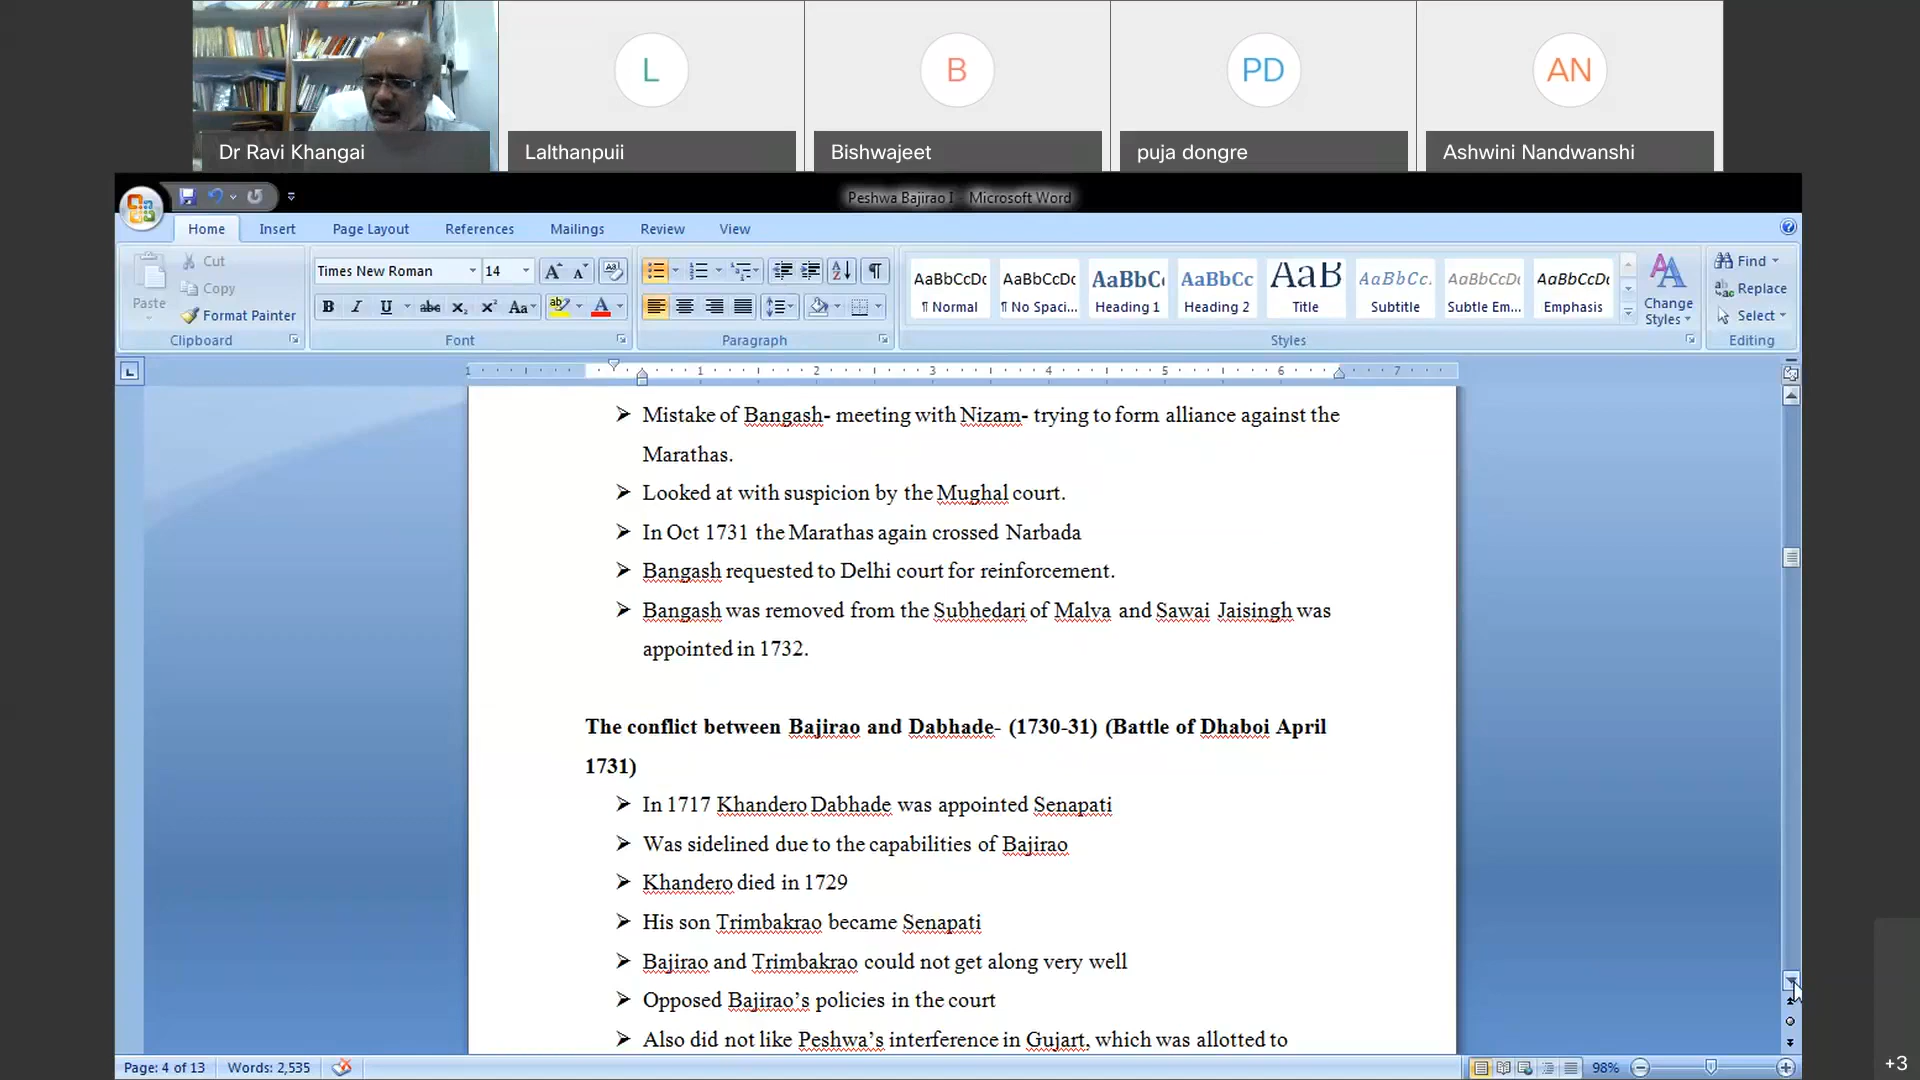 L
B
PD
AN
Dr Ravi Khangai
Lalthanpuii
Bishwajeet
puja dongre
Ashwini Nandwanshi
Peshwa Bajirao I - Microsoft Word
Home Insert Page Layout References Mailings Review View
Paste
Cut
Copy
Format Painter
Clipboard
Times New Roman 14
Font
Paragraph
AaBbCcDc AaBbCcDc AaBbC AaBbCc AaB AaBbCc. AaBbCcDc AaBbCcDc
¶ Normal ¶ No Spaci... Heading 1 Heading 2 Title Subtitle Subtle Em... Emphasis
Change Styles
Styles
Find
Replace
Select
Editing
1 1 2 3 4 5 6 7
➢ Mistake of Bangash- meeting with Nizam- trying to form alliance against the
Marathas.
➢ Looked at with suspicion by the Mughal court.
➢ In Oct 1731 the Marathas again crossed Narbada
➢ Bangash requested to Delhi court for reinforcement.
➢ Bangash was removed from the Subhedari of Malva and Sawai Jaisingh was
appointed in 1732.
The conflict between Bajirao and Dabhade- (1730-31) (Battle of Dhaboi April
1731)
➢ In 1717 Khandero Dabhade was appointed Senapati
➢ Was sidelined due to the capabilities of Bajirao
➢ Khandero died in 1729
➢ His son Trimbakrao became Senapati
➢ Bajirao and Trimbakrao could not get along very well
➢ Opposed Bajirao's policies in the court
➢ Also did not like Peshwa's interference in Gujart, which was allotted to
Page: 4 of 13 Words: 2,535 98%
+3